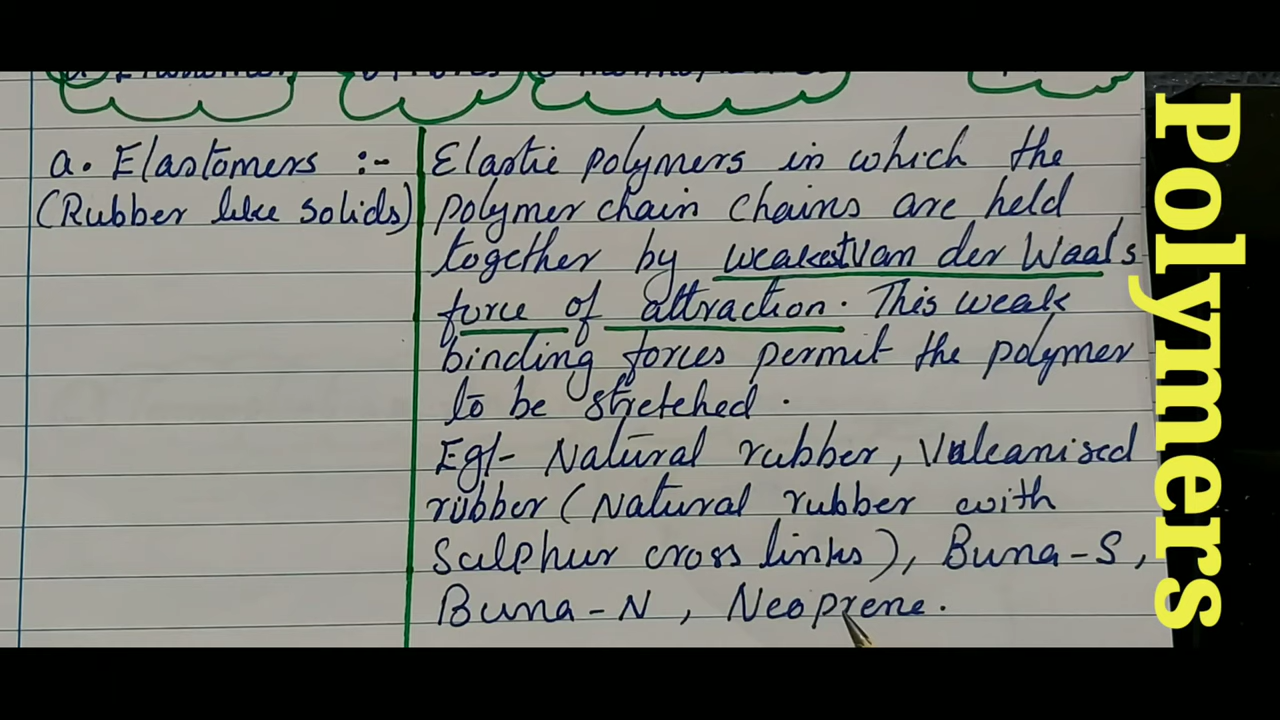 a. Elastomers :-
(Rubber like solids)
Elastic polymers in which the
polymer chain chains are held
together by weakest van der Waal's
force of attraction. This weak
binding forces permit the polymer
to be stretched.
Eg:- Natural rubber, Vulcanised
rubber (Natural rubber with
Sulphur cross links), Buna-S,
Buna-N, Neoprene.
Polymers